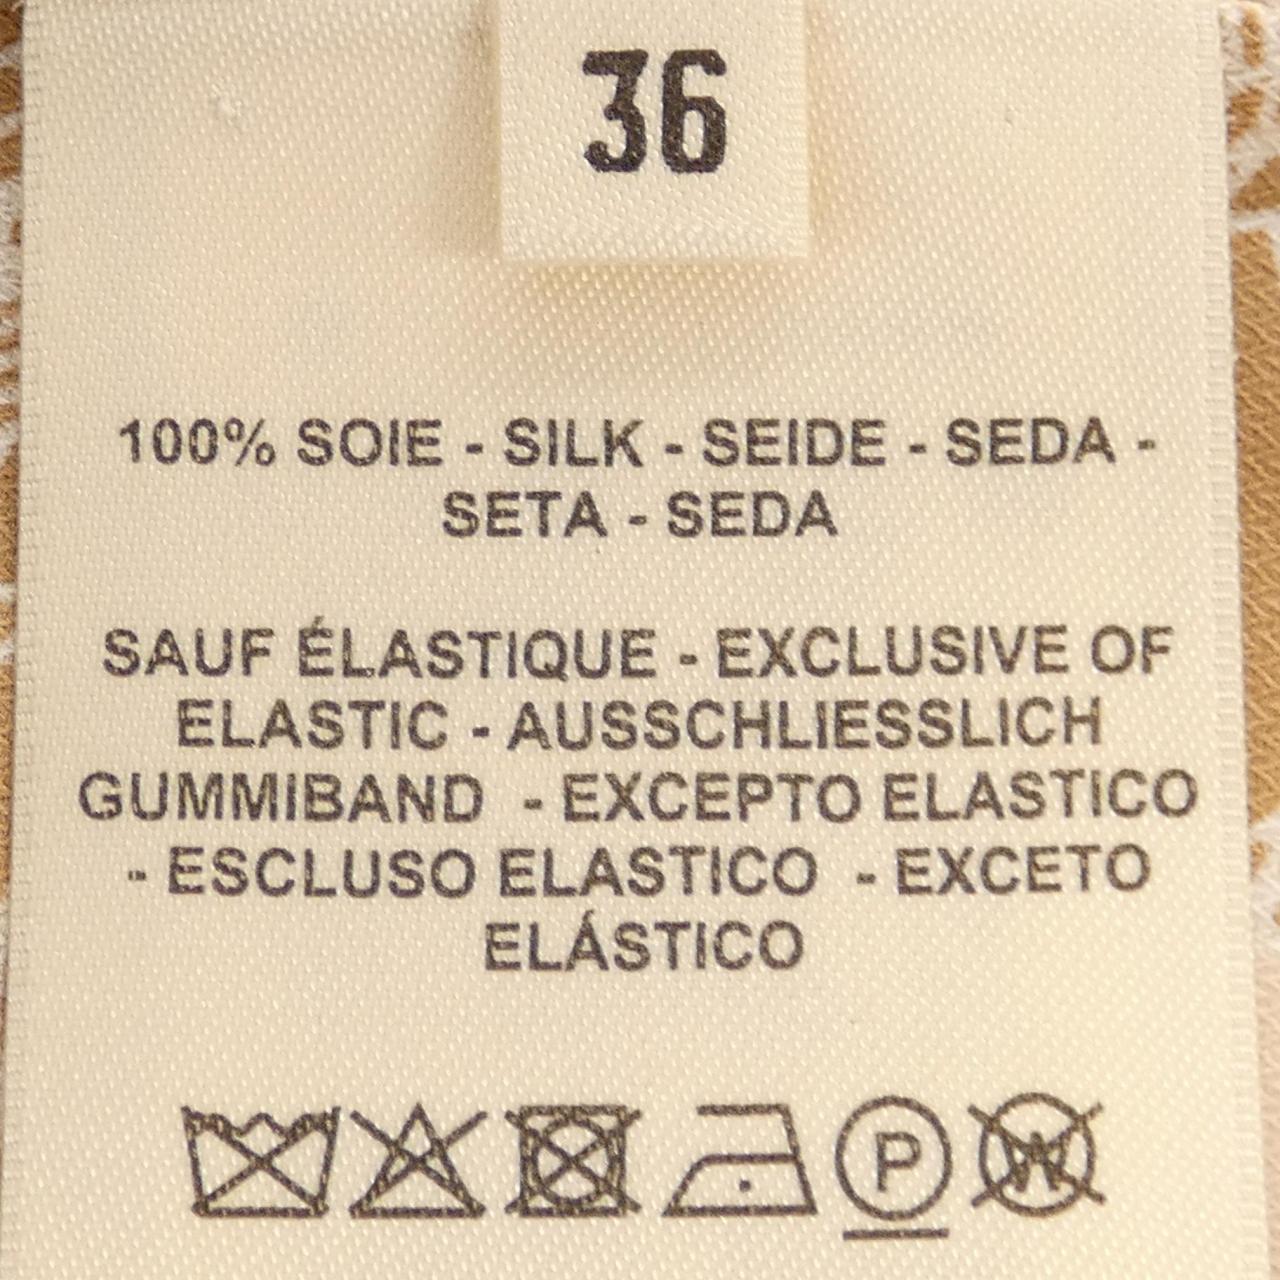 36
100% SOIE - SILK - SEIDE - SEDA -
SETA - SEDA
SAUF ÉLASTIQUE - EXCLUSIVE OF
ELASTIC - AUSSCHLIESSLICH
GUMMIBAND - EXCEPTO ELASTICO
- ESCLUSO ELASTICO - EXCETO
ELÁSTICO
P W